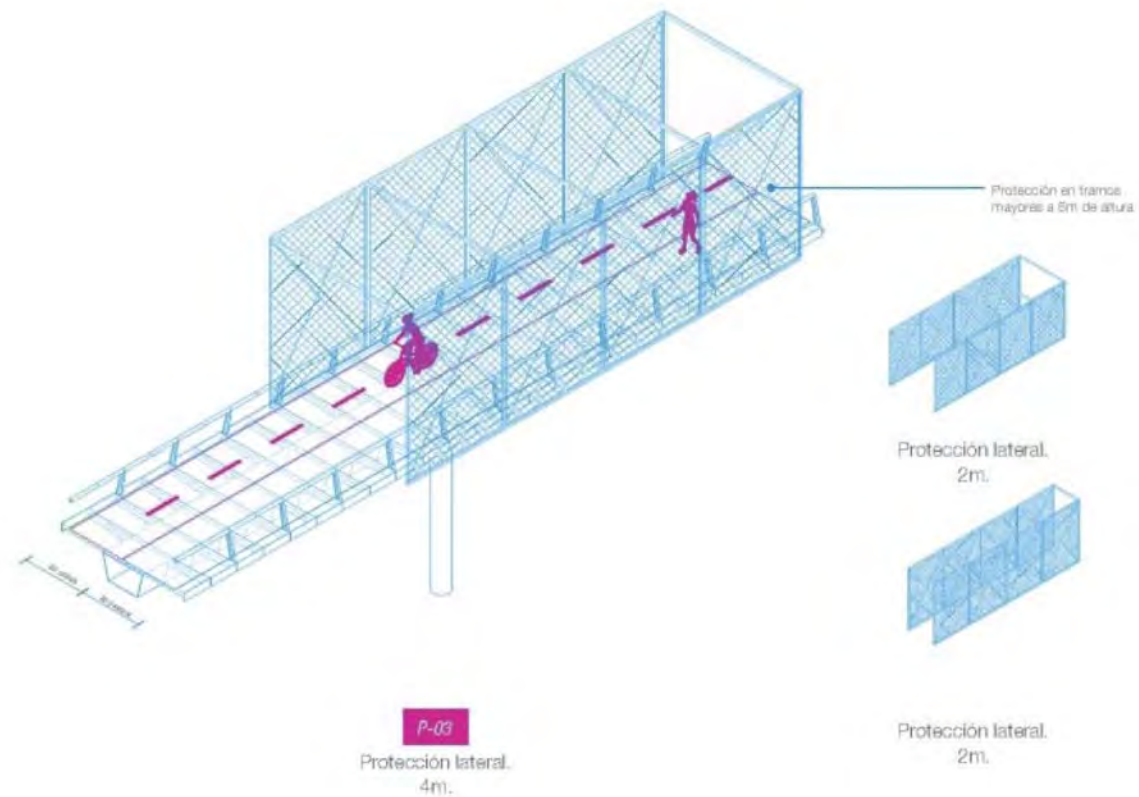 Protección en tramos
mayores a 6m de altura
Protección lateral.
2m.
Protección lateral.
2m.
P-03
Protección lateral.
4m.